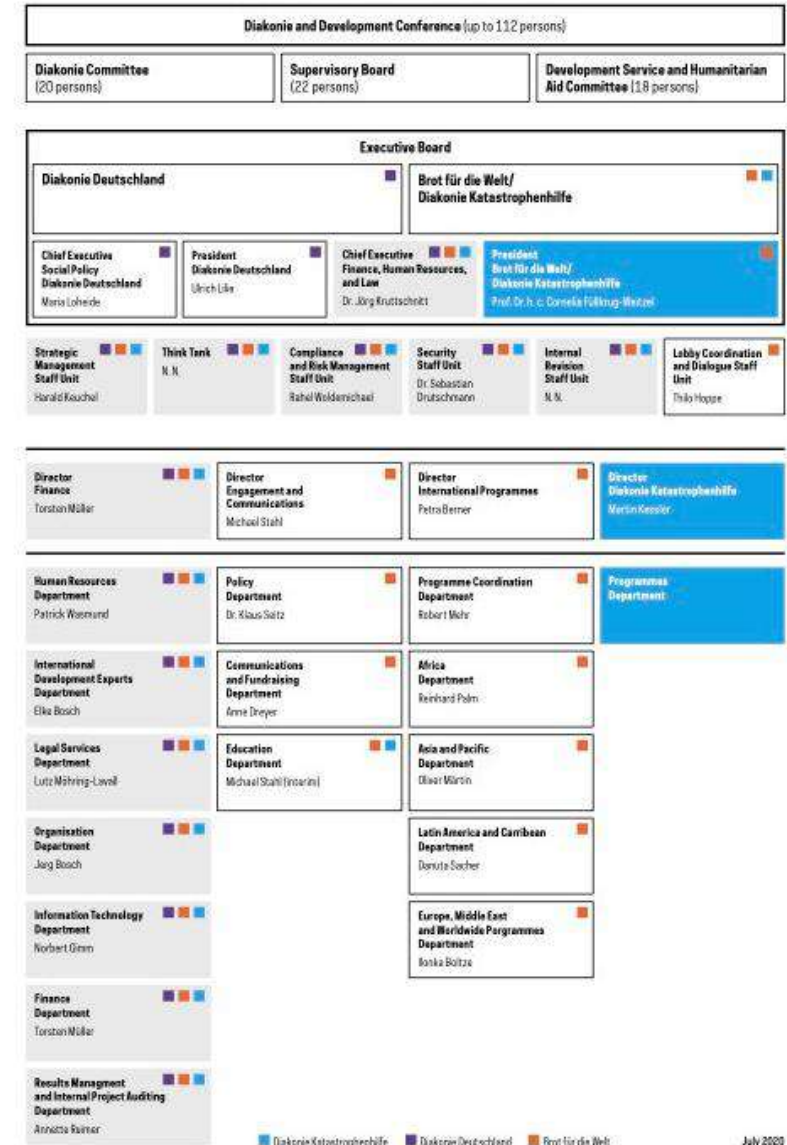 Diakonie and Development Conference (up to 112 persons)
Diakonie Committee
(20 persons)
Supervisory Board
(22 persons)
Development Service and Humanitarian
Aid Committee (18 persons)
Executive Board
Diakonie Deutschland
Brot für die Welt/
Diakonie Katastrophenhilfe
Chief Executive
Social Policy
Diakonie Deutschland
Maria Loheide
President
Diakonie Deutschland
Ulrich Lilie
Chief Executive
Finance, Human Resources,
and Law
Dr. Jörg Kruttschnitt
President
Brot für die Welt/
Diakonie Katastrophenhilfe
Prof. Dr. h. c. Cornelia Füllkrug-Weitzel
Strategic
Management
Staff Unit
Harald Keuchel
Think Tank
N. N.
Compliance
and Risk Management
Staff Unit
Rahel Woldemichael
Security
Staff Unit
Dr. Sebastian
Drutschmann
Internal
Revision
Staff Unit
N. N.
Lobby Coordination
and Dialogue Staff
Unit
Thilo Hoppe
Director
Finance
Torsten Müller
Director
Engagement and
Communications
Michael Stahl
Director
International Programmes
Petra Berner
Director
Diakonie Katastrophenhilfe
Martin Kessler
Human Resources
Department
Patrick Wasmund
Policy
Department
Dr. Klaus Seitz
Programme Coordination
Department
Robert Mehr
Programmes
Department
International
Development Experts
Department
Elke Bosch
Communications
and Fundraising
Department
Anne Dreyer
Africa
Department
Reinhard Palm
Legal Services
Department
Lutz Möhring-Lavall
Education
Department
Michael Stahl (interim)
Asia and Pacific
Department
Oliver Märtin
Organisation
Department
Jörg Bosch
Latin America and Carribean
Department
Danuta Sacher
Information Technology
Department
Norbert Gimm
Europe, Middle East
and Worldwide Porgrammes
Department
Ilonka Boltze
Finance
Department
Torsten Müller
Results Managment
and Internal Project Auditing
Department
Annette Reimer
Diakonie Katastrophenhilfe
Diakonie Deutschland
Brot für die Welt
July 2020